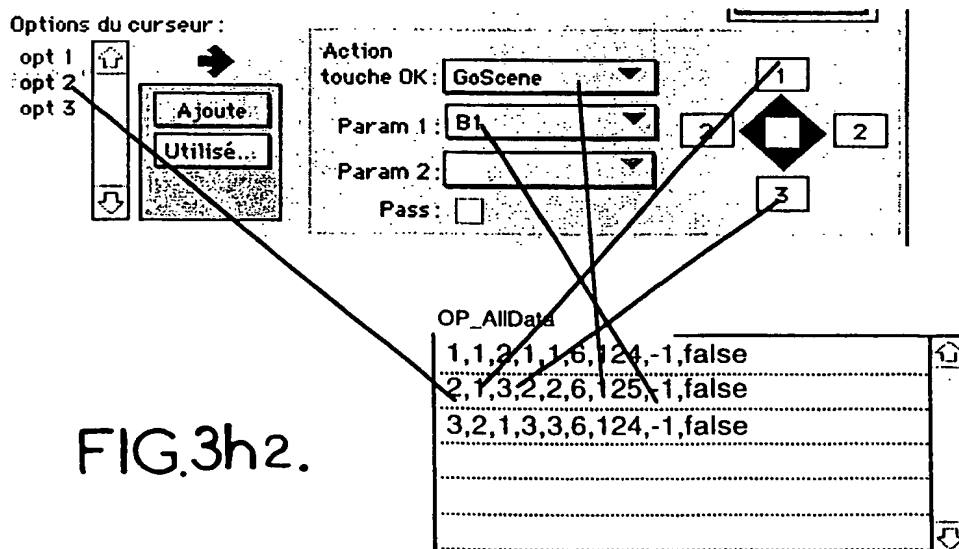 Options du curseur :
opt 1
opt 2
opt 3
Ajoute
Utilisé...
Action
touche OK : GoScene
Param 1 : B1
Param 2 :
Pass :
1
2
2
3
OP_AllData
1,1,2,1,1,6,124,-1,false
2,1,3,2,2,6,125,-1,false
3,2,1,3,3,6,124,-1,false
FIG.3h2.